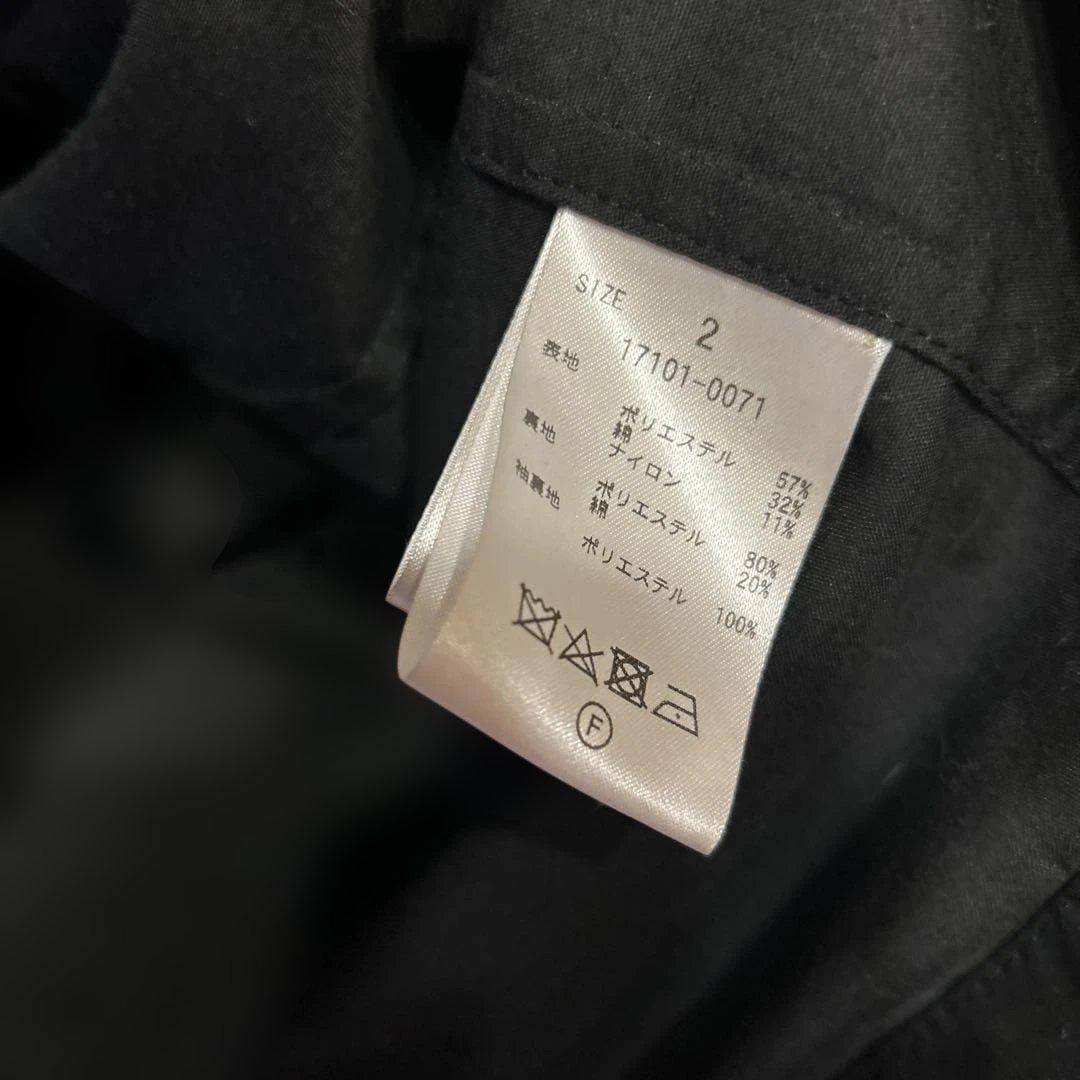 SIZE 2
17101-0071
表地 ポリエステル 57%
綿 32%
ナイロン 11%
裏地 ポリエステル 80%
綿 20%
袖裏地 ポリエステル 100%
F